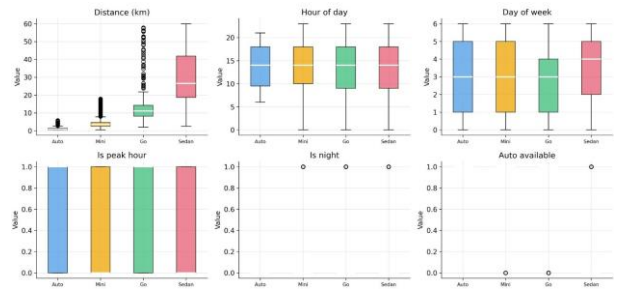 Distance (km)
Value
60
50
40
30
20
10
0
Auto
Mini
Go
Sedan
Hour of day
Value
20
15
10
5
0
Auto
Mini
Go
Sedan
Day of week
Value
6
5
4
3
2
1
0
Auto
Mini
Go
Sedan
Is peak hour
Value
1.0
0.8
0.6
0.4
0.2
0.0
Auto
Mini
Go
Sedan
Is night
Value
1.0
0.8
0.6
0.4
0.2
0.0
Auto
Mini
Go
Sedan
Auto available
Value
1.0
0.8
0.6
0.4
0.2
0.0
Auto
Mini
Go
Sedan